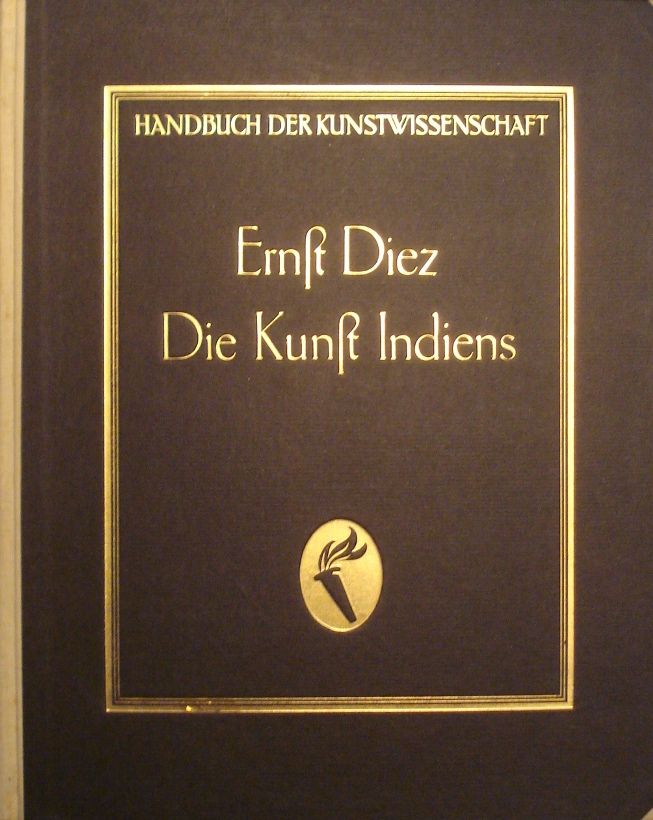 HANDBUCH DER KUNSTWISSENSCHAFT
Ernſt Diez
Die Kunſt Indiens